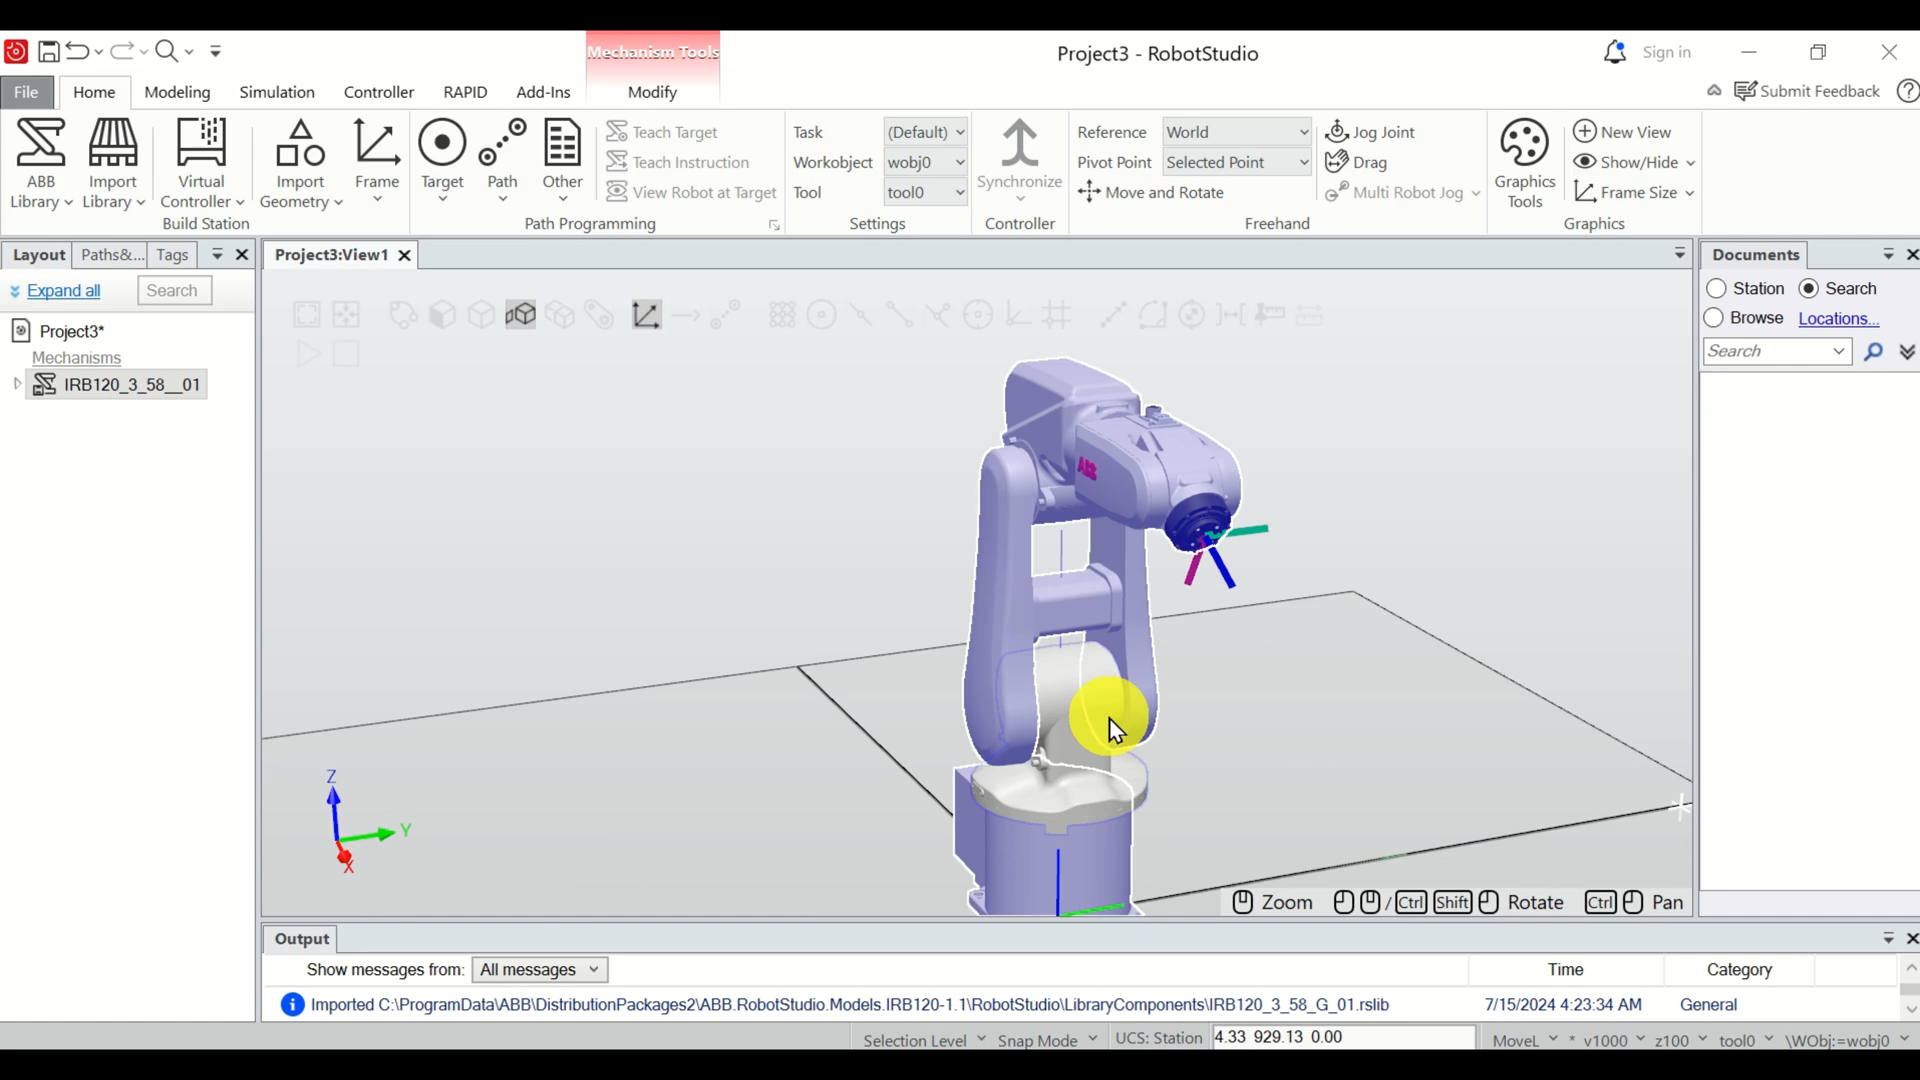 Mechanism Tools
Project3 - RobotStudio
Sign in
File Home Modeling Simulation Controller RAPID Add-Ins Modify
Submit Feedback
ABB Library
Import Library
Virtual Controller
Import Geometry
Frame
Build Station
Target
Path
Other
Teach Target
Teach Instruction
View Robot at Target
Path Programming
Task (Default)
Workobject wobj0
Tool tool0
Settings
Synchronize
Controller
Reference World
Pivot Point Selected Point
Move and Rotate
Jog Joint
Drag
Multi Robot Jog
Freehand
Graphics Tools
New View
Show/Hide
Frame Size
Graphics
Layout Paths&... Tags
Expand all Search
Project3*
Mechanisms
IRB120_3_58__01
Project3:View1
ABB
Z
Y
X
Zoom / Ctrl Shift Rotate Ctrl Pan
Documents
Station Search
Browse Locations...
Search
Output
Show messages from: All messages Time Category
Imported C:\ProgramData\ABB\DistributionPackages2\ABB.RobotStudio.Models.IRB120-1.1\RobotStudio\LibraryComponents\IRB120_3_58_G_01.rslib 7/15/2024 4:23:34 AM General
Selection Level Snap Mode UCS: Station 4.33 929.13 0.00 MoveL * v1000 z100 tool0 \WObj:=wobj0